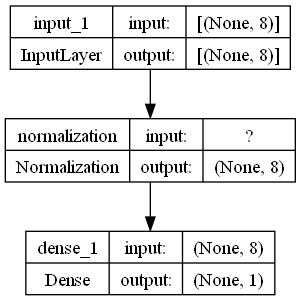 input_1 input: [(None, 8)]
InputLayer output: [(None, 8)]
normalization input: ?
Normalization output: (None, 8)
dense_1 input: (None, 8)
Dense output: (None, 1)